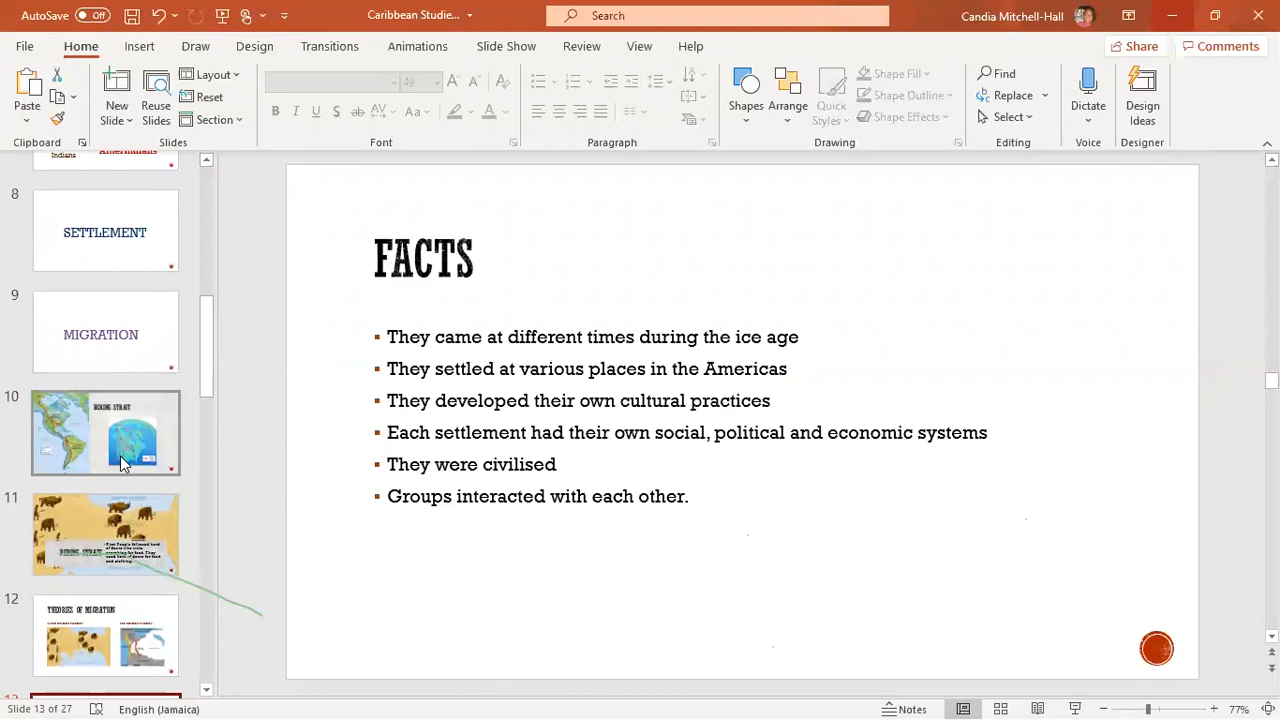 AutoSave Off
Caribbean Studie...
Search
Candia Mitchell-Hall
File Home Insert Draw Design Transitions Animations Slide Show Review View Help
Share Comments
Paste
New
Slide
Reuse
Slides
Layout
Reset
Section
48
Shapes
Arrange
Quick
Styles
Shape Fill
Shape Outline
Shape Effects
Find
Replace
Select
Dictate
Design
Ideas
Clipboard Slides Font Paragraph Drawing Editing Voice Designer
Indians
Amerindians
8
SETTLEMENT
9
MIGRATION
10
BERING STRAIT
11
BERING STRAIT
12
THEORIES OF MIGRATION
FACTS
▪ They came at different times during the ice age
▪ They settled at various places in the Americas
▪ They developed their own cultural practices
▪ Each settlement had their own social, political and economic systems
▪ They were civilised
▪ Groups interacted with each other.
Slide 13 of 27
English (Jamaica)
Notes
77%